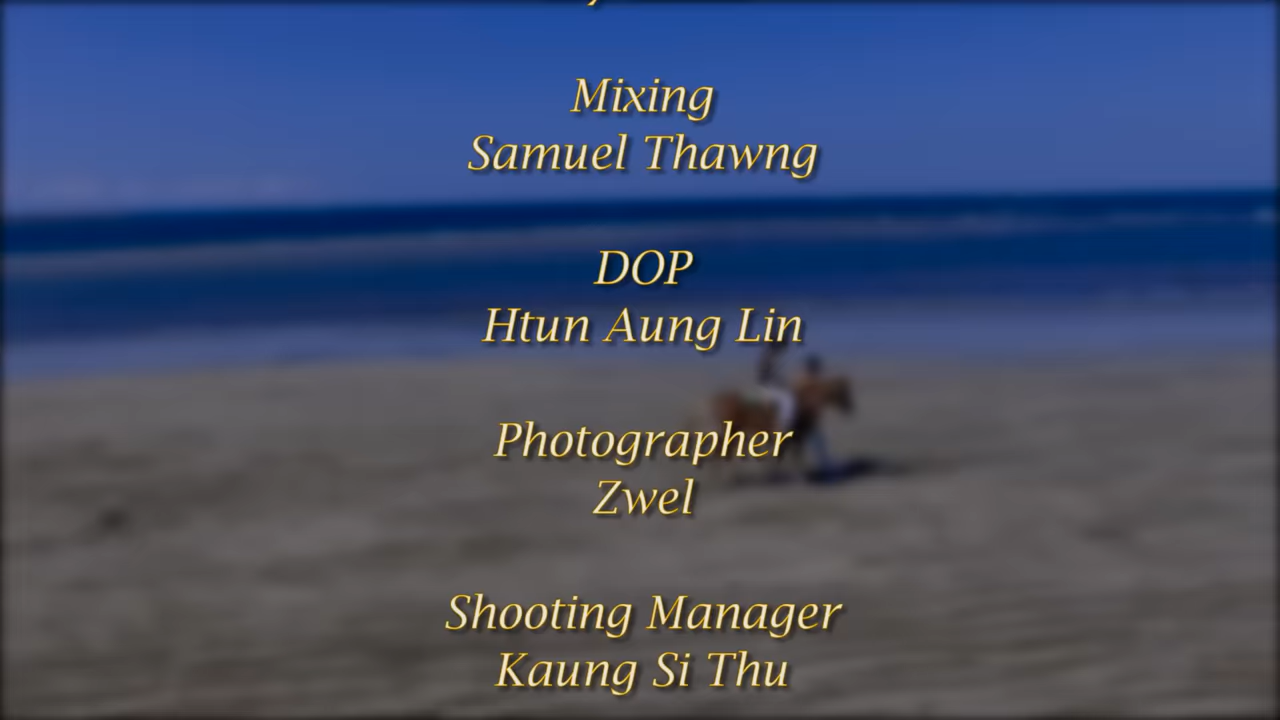 Mixing
Samuel Thawng
DOP
Htun Aung Lin
Photographer
Zwel
Shooting Manager
Kaung Si Thu